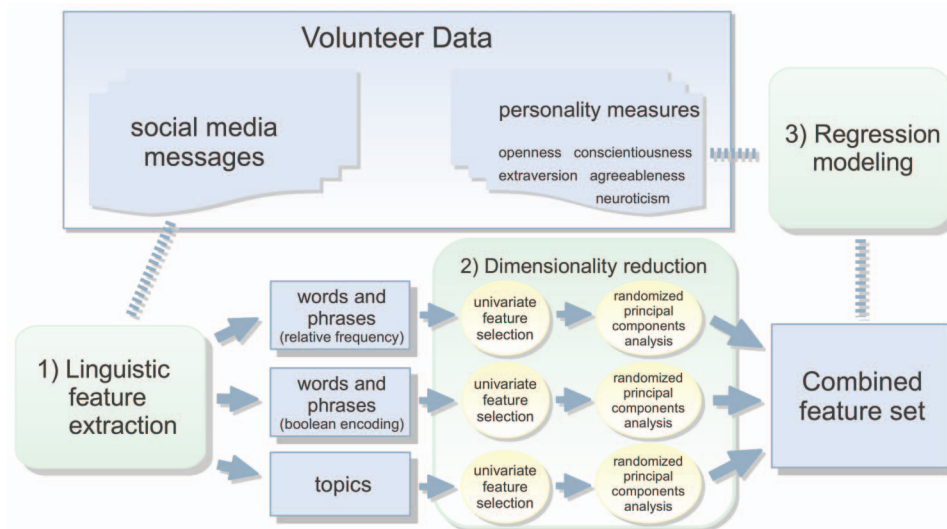 Volunteer Data
social media
messages
personality measures
openness conscientiousness
extraversion agreeableness
neuroticism
3) Regression
modeling
1) Linguistic
feature
extraction
words and
phrases
(relative frequency)
words and
phrases
(boolean encoding)
topics
2) Dimensionality reduction
univariate
feature
selection
randomized
principal
components
analysis
univariate
feature
selection
randomized
principal
components
analysis
univariate
feature
selection
randomized
principal
components
analysis
Combined
feature set